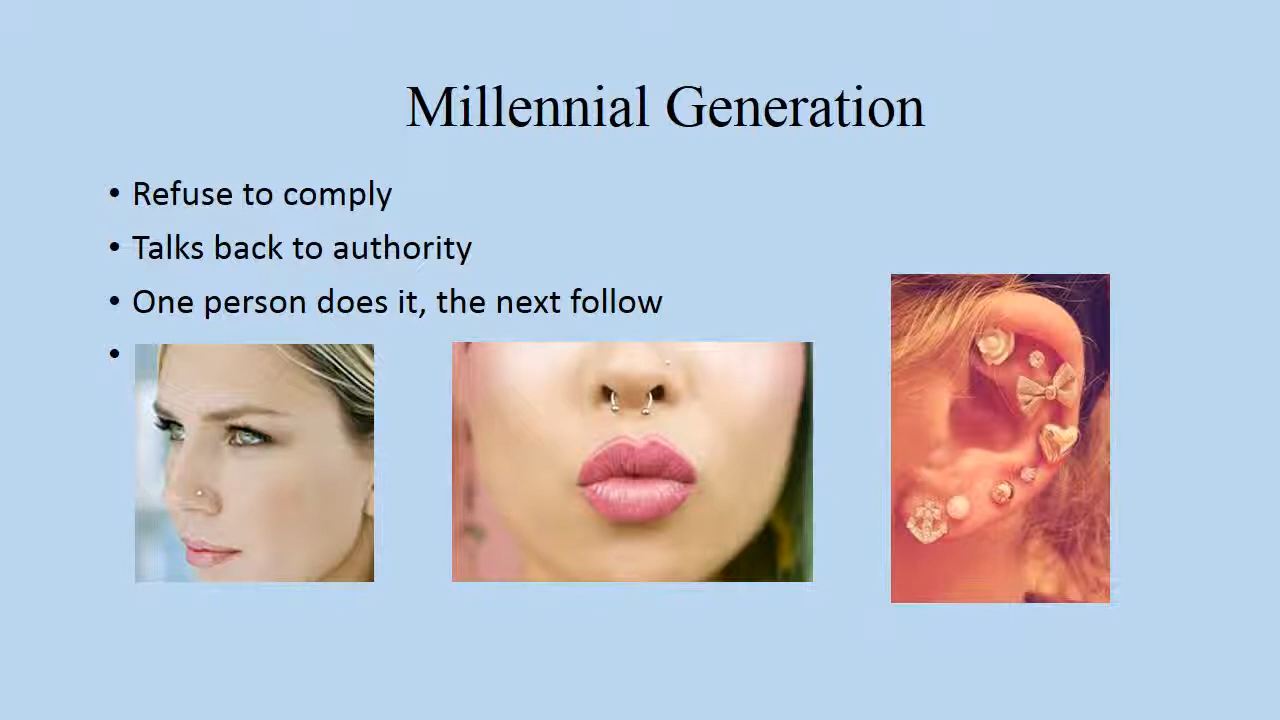 Millennial Generation
• Refuse to comply
• Talks back to authority
• One person does it, the next follow
•